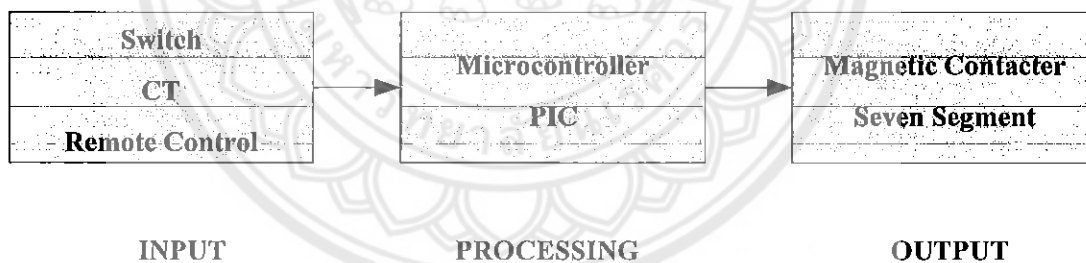 Switch
CT
Remote Control
Microcontroller
PIC
Magnetic Contacter
Seven Segment
INPUT
PROCESSING
OUTPUT